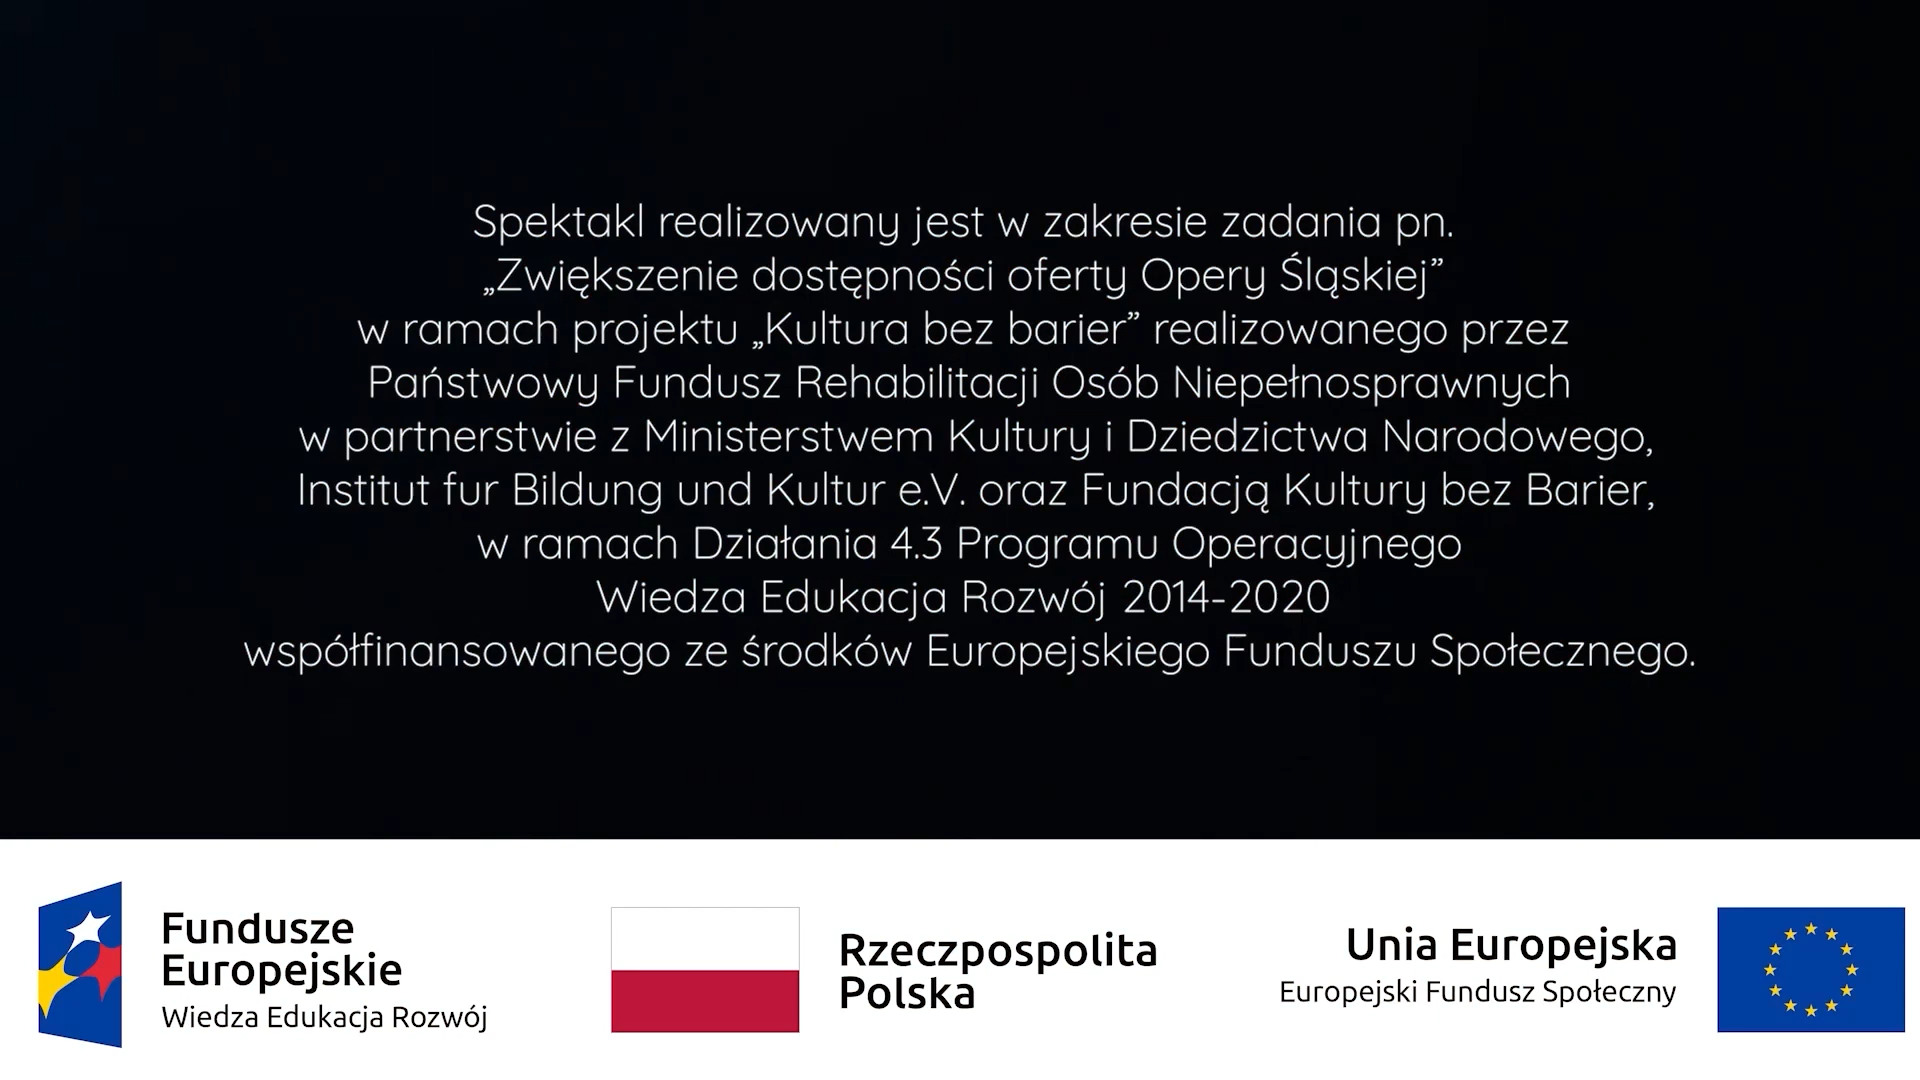 Spektakl realizowany jest w zakresie zadania pn.
„Zwiększenie dostępności oferty Opery Śląskiej”
w ramach projektu „Kultura bez barier” realizowanego przez
Państwowy Fundusz Rehabilitacji Osób Niepełnosprawnych
w partnerstwie z Ministerstwem Kultury i Dziedzictwa Narodowego,
Institut fur Bildung und Kultur e.V. oraz Fundacją Kultury bez Barier,
w ramach Działania 4.3 Programu Operacyjnego
Wiedza Edukacja Rozwój 2014-2020
współfinansowanego ze środków Europejskiego Funduszu Społecznego.
Fundusze
Europejskie
Wiedza Edukacja Rozwój
Rzeczpospolita
Polska
Unia Europejska
Europejski Fundusz Społeczny